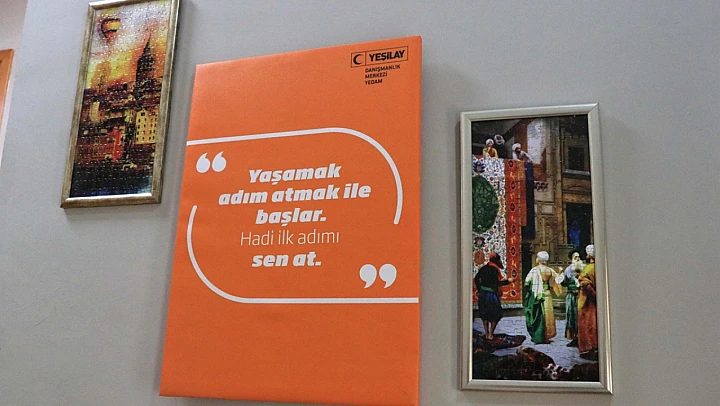 YEŞİLAY
DANIŞMANLIK
MERKEZİ
YEDAM
“
Yaşamak
adım atmak ile
başlar.
Hadi ilk adımı
sen at.
”